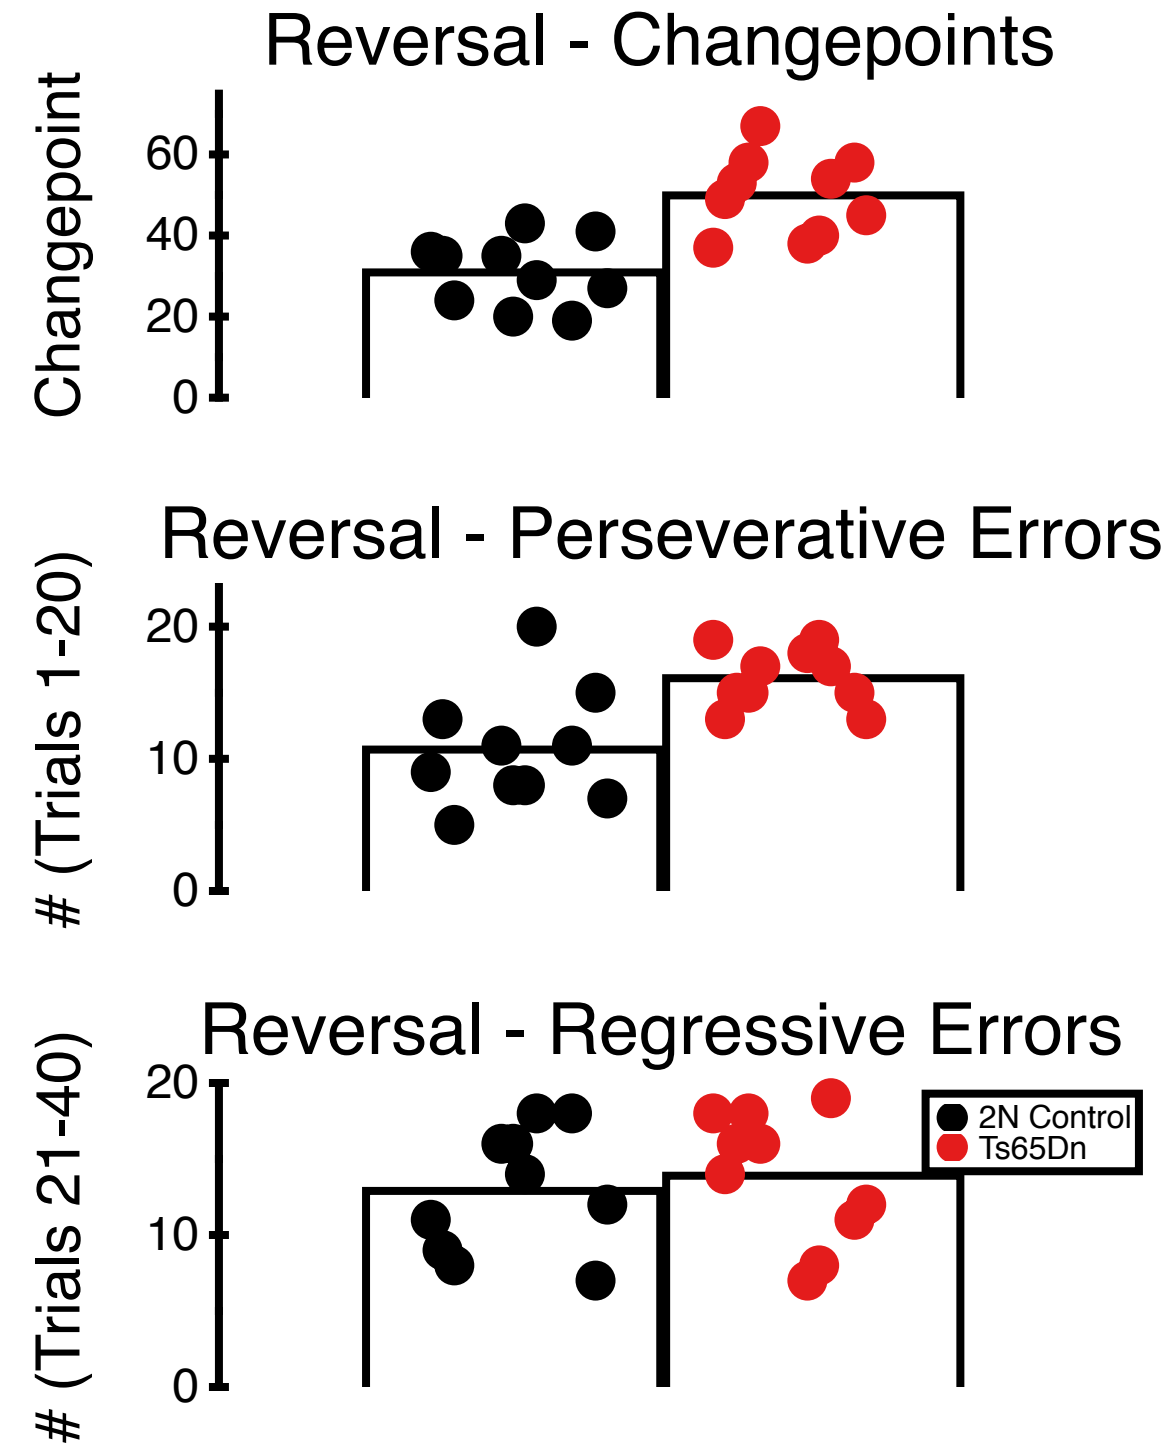 Reversal - Changepoints
Changepoint
60
40
20
0
Reversal - Perseverative Errors
# (Trials 1-20)
20
10
0
Reversal - Regressive Errors
# (Trials 21-40)
20
10
0
2N Control
Ts65Dn